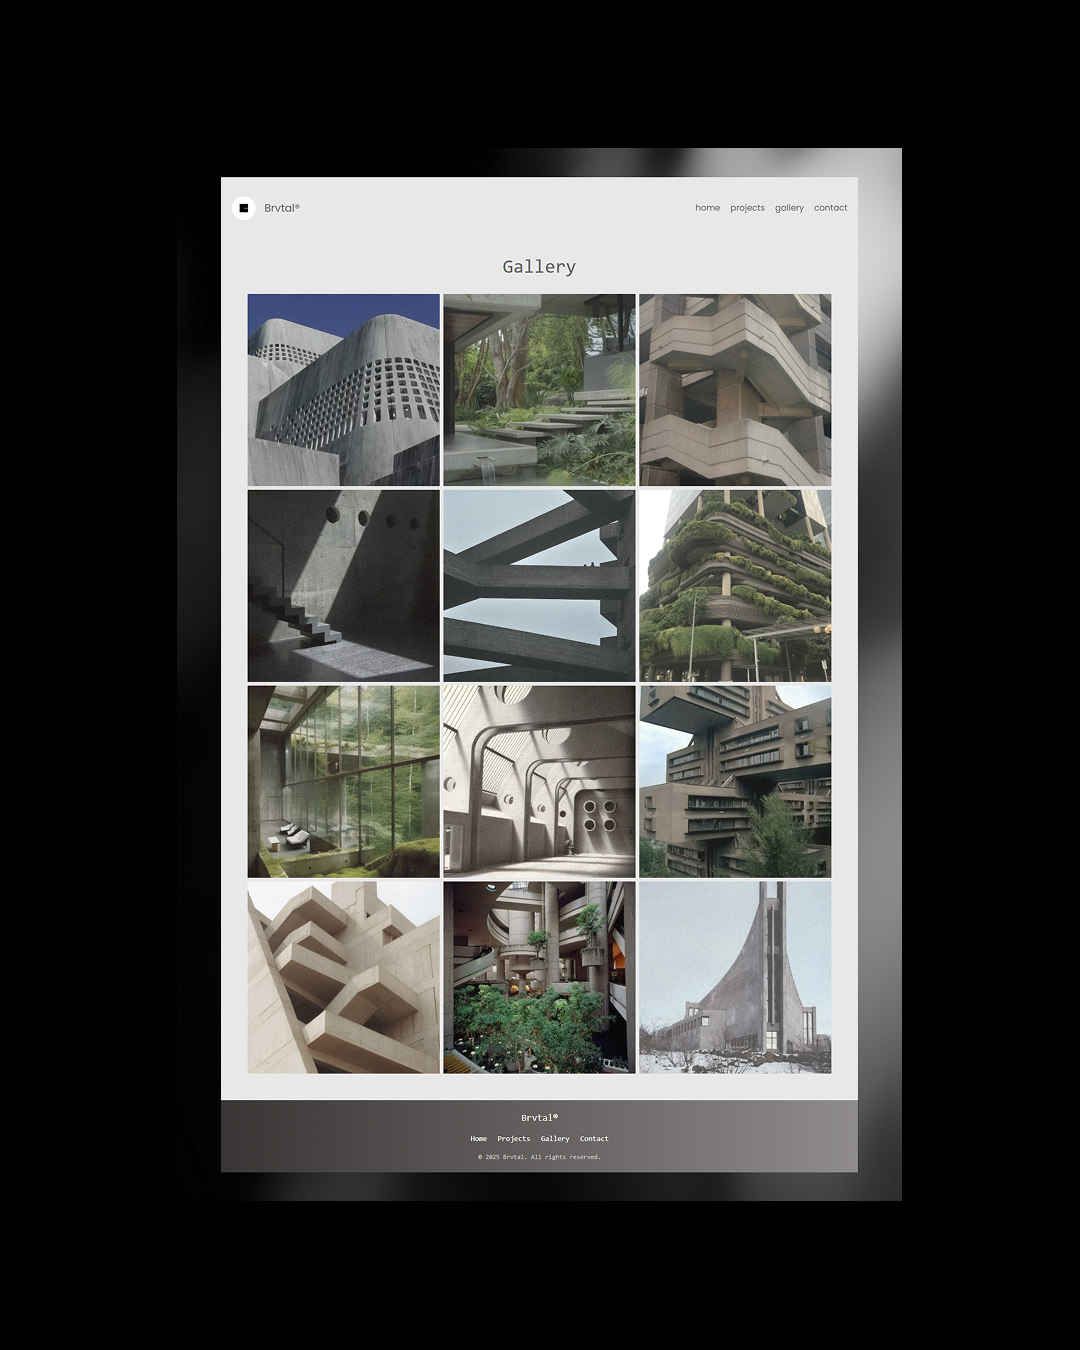 Brvtal®
home projects gallery contact
Gallery
Brvtal®
Home Projects Gallery Contact
© 2025 Brvtal. All rights reserved.